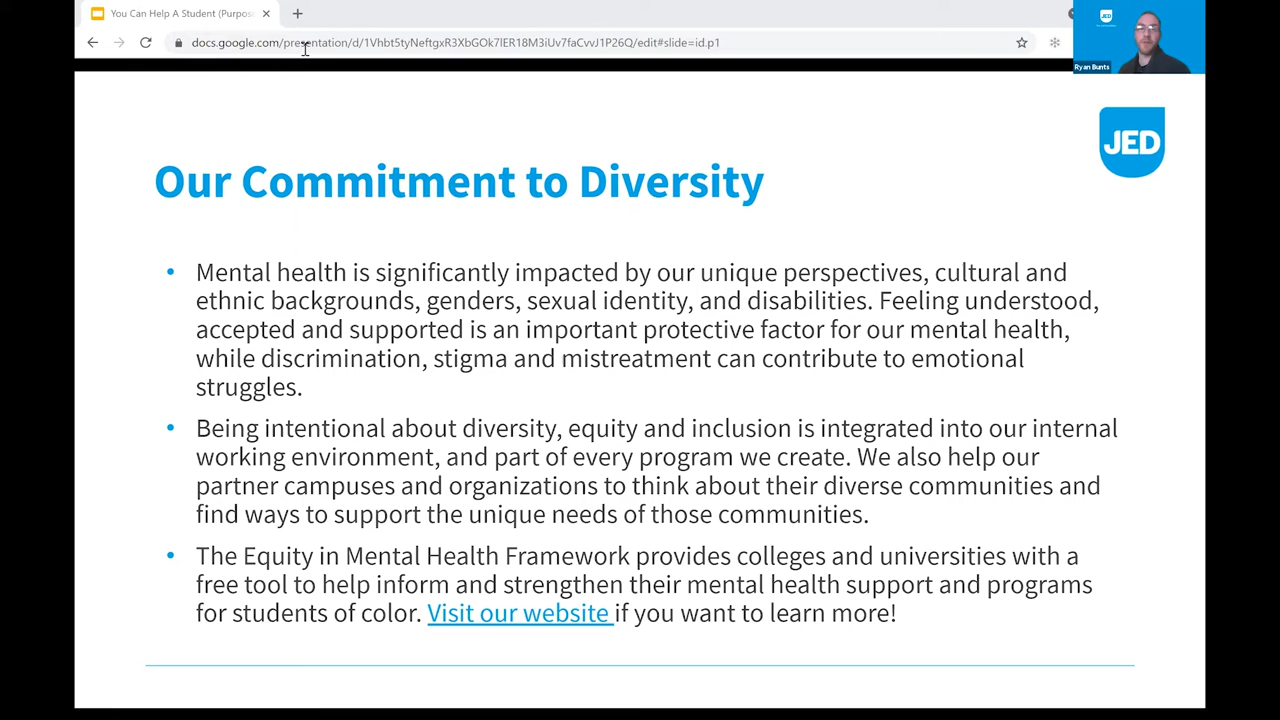 You Can Help A Student (Purpos
docs.google.com/presentation/d/1Vhbt5tyNeftgxR3XbGOk7lER18M3iUv7faCvvJ1P26Q/edit#slide=id.p1
JED
Ryan Bunts
JED
Our Commitment to Diversity
• Mental health is significantly impacted by our unique perspectives, cultural and
ethnic backgrounds, genders, sexual identity, and disabilities. Feeling understood,
accepted and supported is an important protective factor for our mental health,
while discrimination, stigma and mistreatment can contribute to emotional
struggles.
• Being intentional about diversity, equity and inclusion is integrated into our internal
working environment, and part of every program we create. We also help our
partner campuses and organizations to think about their diverse communities and
find ways to support the unique needs of those communities.
• The Equity in Mental Health Framework provides colleges and universities with a
free tool to help inform and strengthen their mental health support and programs
for students of color. Visit our website if you want to learn more!